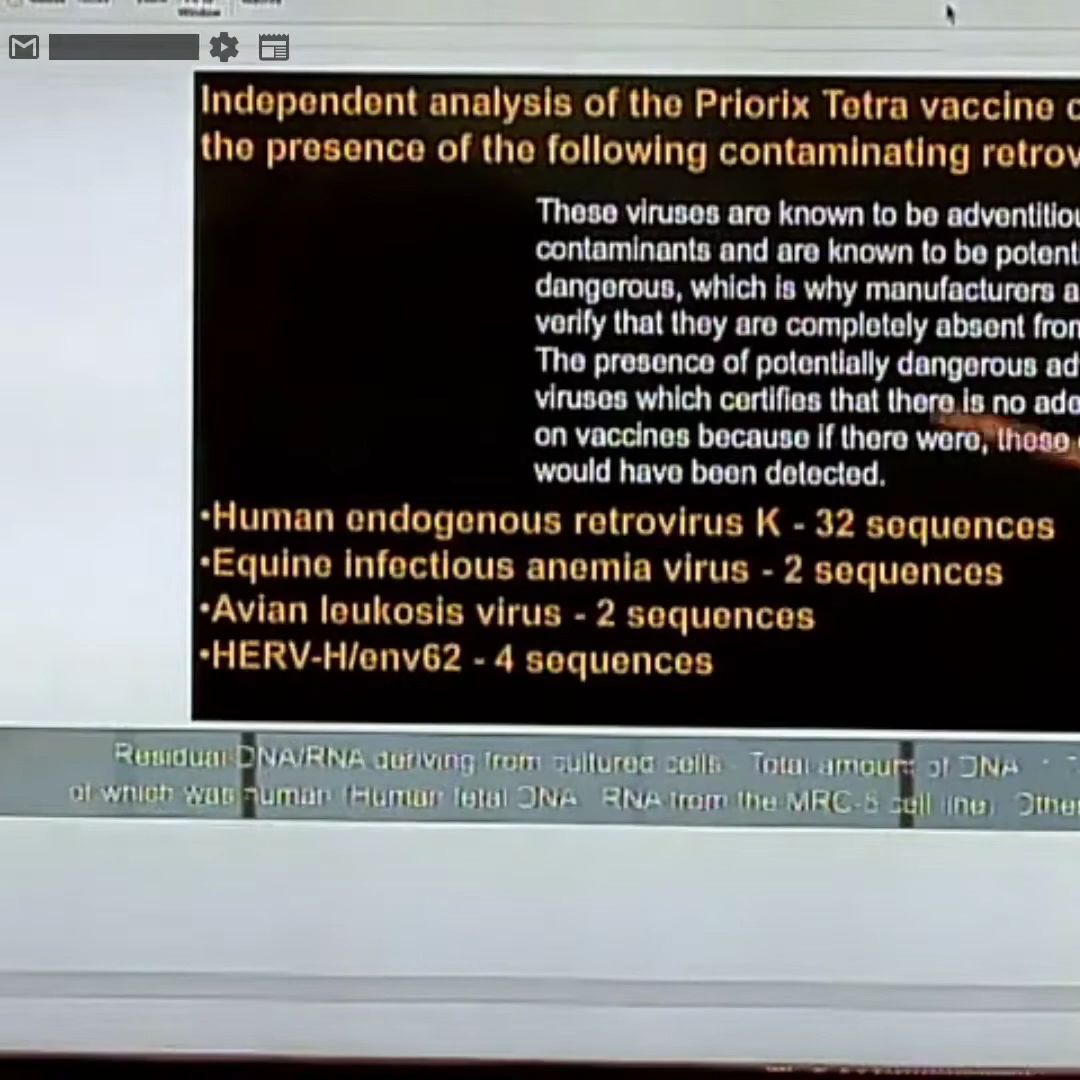 Independent analysis of the Priorix Tetra vaccine
the presence of the following contaminating
These viruses are known to be
contaminants and are known to be
dangerous, which is why manufacturers
verify that they are completely absent
The presence of potentially dangerous
viruses which certifies that there is no
on vaccines because if there were, these
would have been detected.
•Human endogenous retrovirus K - 32 sequences
•Equine infectious anemia virus - 2 sequences
•Avian leukosis virus - 2 sequences
•HERV-H/env62 - 4 sequences
Residual DNA/RNA deriving from cultured cells - Total amount of DNA
of which was human (Human fetal DNA RNA from the MRC-5 cell line)